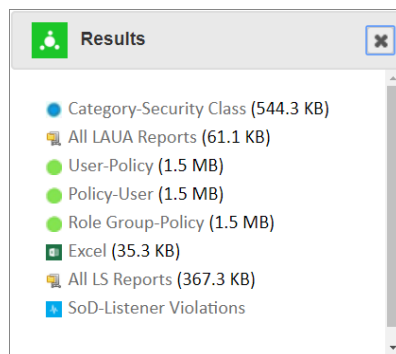 Results
Category-Security Class (544.3 KB)
All LAUA Reports (61.1 KB)
User-Policy (1.5 MB)
Policy-User (1.5 MB)
Role Group-Policy (1.5 MB)
Excel (35.3 KB)
All LS Reports (367.3 KB)
SoD-Listener Violations